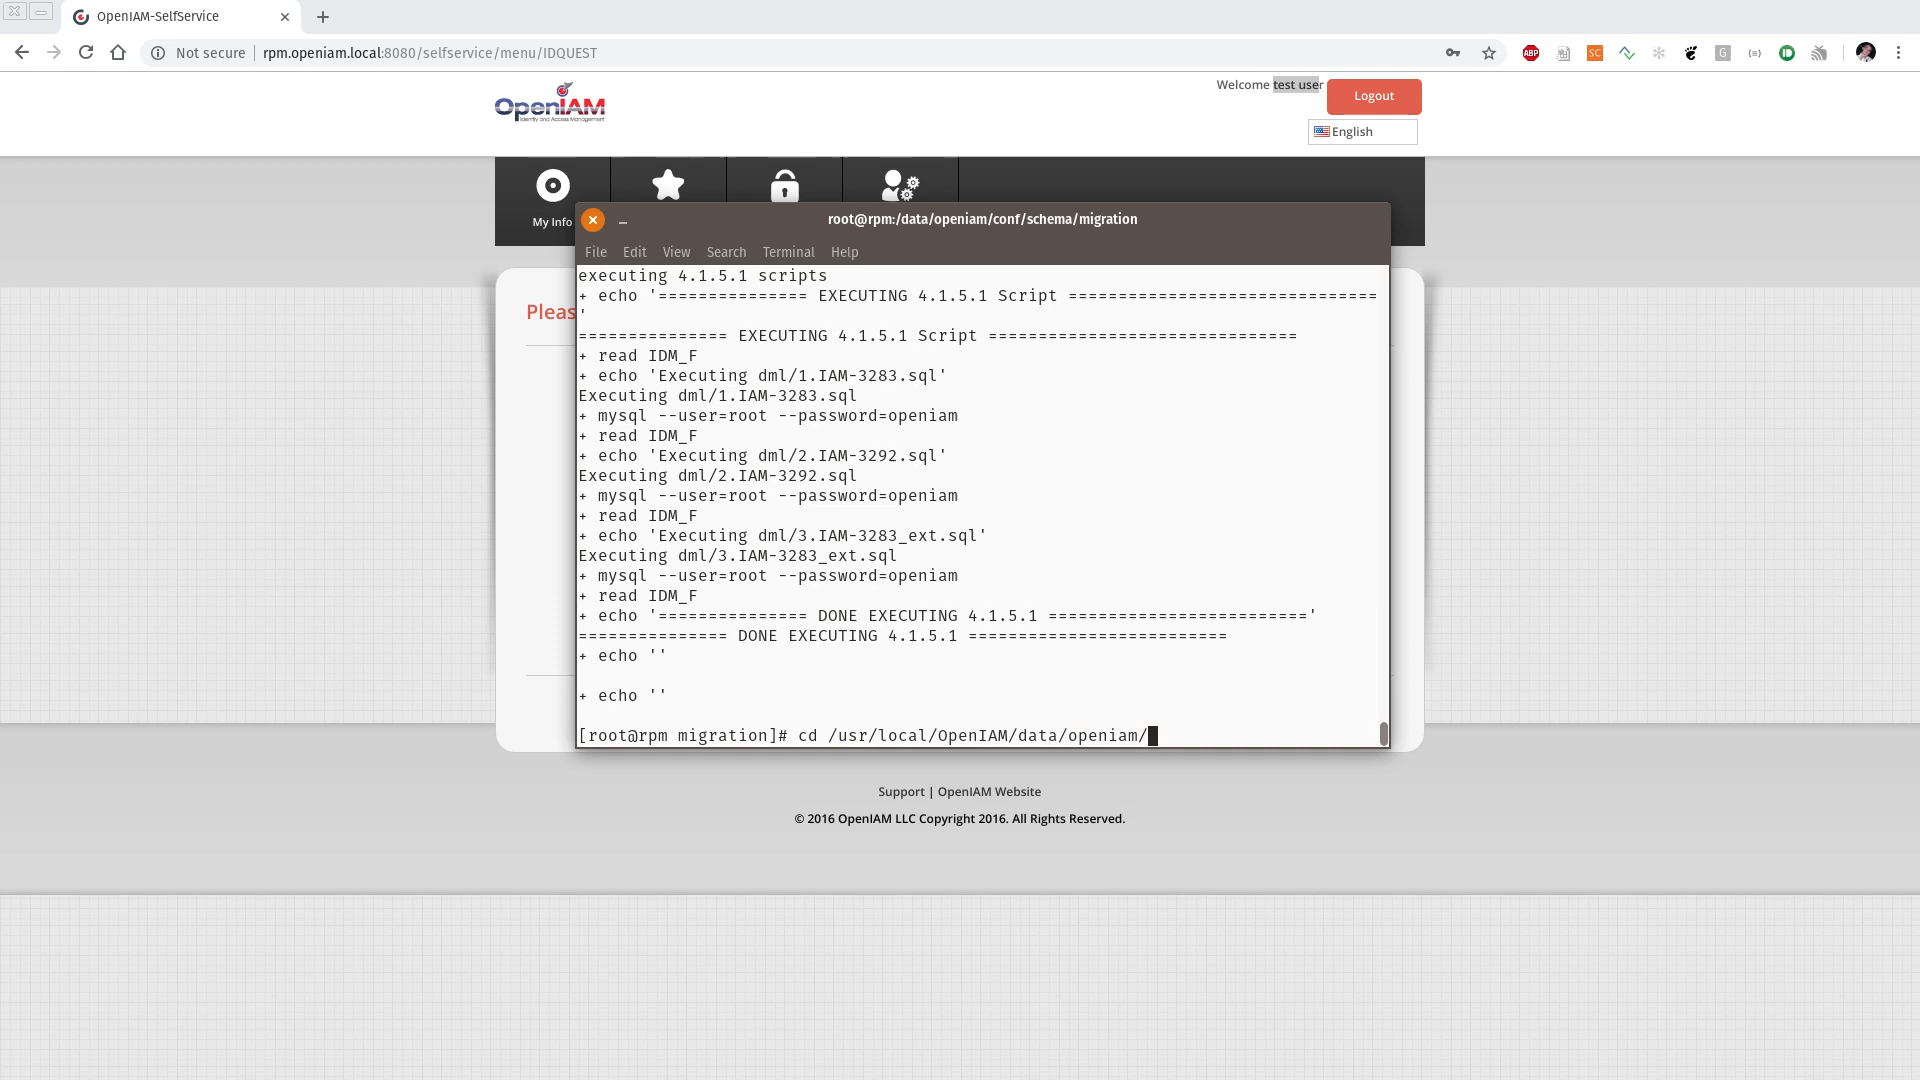 OpenIAM-SelfService
Not secure
rpm.openiam.local:8080/selfservice/menu/IDQUEST
ABP
SC
G
OpenIAM
Identity and Access Management
Welcome test user
Logout
English
My Info
root@rpm:/data/openiam/conf/schema/migration
File Edit View Search Terminal Help
Pleas
executing 4.1.5.1 scripts
+ echo '=============== EXECUTING 4.1.5.1 Script ===============================
'
=============== EXECUTING 4.1.5.1 Script ===============================
+ read IDM_F
+ echo 'Executing dml/1.IAM-3283.sql'
Executing dml/1.IAM-3283.sql
+ mysql --user=root --password=openiam
+ read IDM_F
+ echo 'Executing dml/2.IAM-3292.sql'
Executing dml/2.IAM-3292.sql
+ mysql --user=root --password=openiam
+ read IDM_F
+ echo 'Executing dml/3.IAM-3283_ext.sql'
Executing dml/3.IAM-3283_ext.sql
+ mysql --user=root --password=openiam
+ read IDM_F
+ echo '=============== DONE EXECUTING 4.1.5.1 =========================='
=============== DONE EXECUTING 4.1.5.1 ==========================
+ echo ''
+ echo ''
[root@rpm migration]# cd /usr/local/OpenIAM/data/openiam/
Support | OpenIAM Website
© 2016 OpenIAM LLC Copyright 2016. All Rights Reserved.